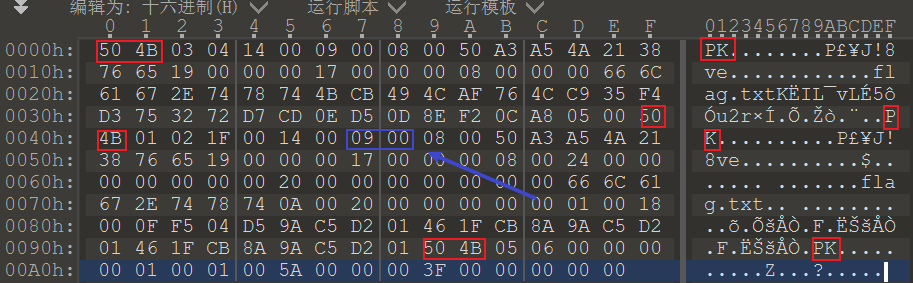 编辑为: 十六进制(H) 运行脚本 运行模板
0 1 2 3 4 5 6 7 8 9 A B C D E F 0123456789ABCDEF
0000h: 50 4B 03 04 14 00 09 00 08 00 50 A3 A5 4A 21 38 PK........P£¥J!8
0010h: 76 65 19 00 00 00 17 00 00 00 08 00 00 00 66 6C ve............fl
0020h: 61 67 2E 74 78 74 4B CB 49 4C AF 76 4C C9 35 F4 ag.txtKËIL¯vLÉ5ô
0030h: D3 75 32 72 D7 CD 0E D5 0D 8E F2 0C A8 05 00 50 Óu2r×Í.Õ.Žò.¨..P
0040h: 4B 01 02 1F 00 14 00 09 00 08 00 50 A3 A5 4A 21 K..........P£¥J!
0050h: 38 76 65 19 00 00 00 17 00 00 00 08 00 24 00 00 8ve..........$..
0060h: 00 00 00 00 00 20 00 00 00 00 00 00 00 66 6C 61 ..... .......fla
0070h: 67 2E 74 78 74 0A 00 20 00 00 00 00 00 01 00 18 g.txt.. ........
0080h: 00 0F F5 04 D5 9A C5 D2 01 46 1F CB 8A 9A C5 D2 ..õ.ÕšÅÒ.F.ËŠšÅÒ
0090h: 01 46 1F CB 8A 9A C5 D2 01 50 4B 05 06 00 00 00 .F.ËŠšÅÒ.PK.....
00A0h: 00 01 00 01 00 5A 00 00 00 3F 00 00 00 00 00 .....Z...?.....